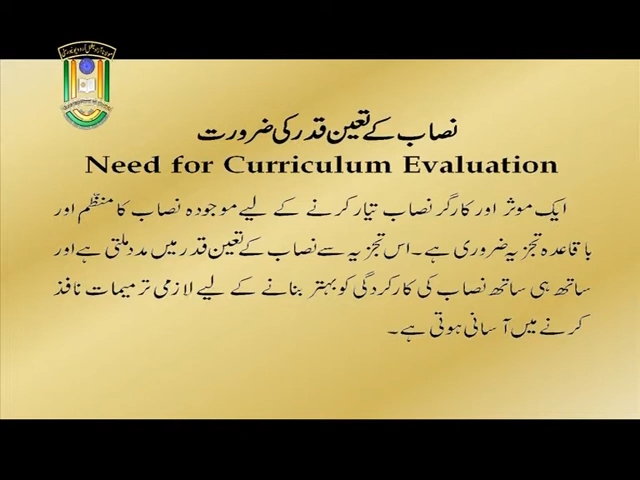 نصاب کے تعین قدر کی ضرورت
Need for Curriculum Evaluation
ایک موثر اور کارگر نصاب تیار کرنے کے لیے موجودہ نصاب کا منظّم اور
باقاعدہ تجزیہ ضروری ہے۔ اس تجزیہ سے نصاب کے تعین قدر میں مدد ملتی ہے اور
ساتھ ہی ساتھ نصاب کی کارکردگی کو بہتر بنانے کے لیے لازمی ترمیمات نافذ
کرنے میں آسانی ہوتی ہے۔